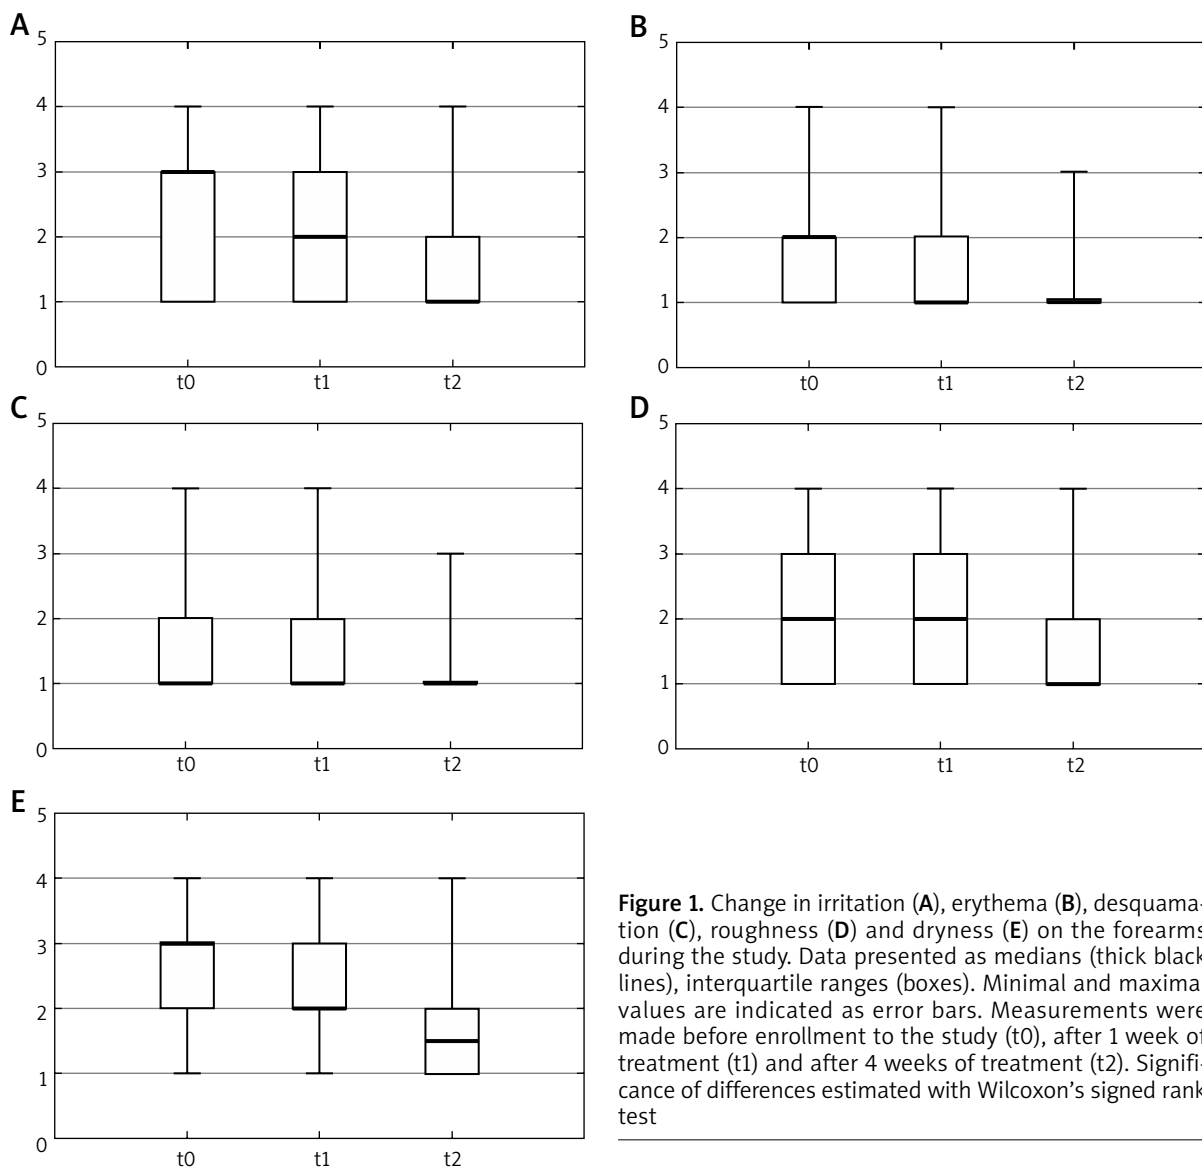 A
B
5
4
3
2
1
0
t0 t1 t2
5
4
3
2
1
0
t0 t1 t2
C
D
5
4
3
2
1
0
t0 t1 t2
5
4
3
2
1
0
t0 t1 t2
E
5
4
3
2
1
0
t0 t1 t2
Figure 1. Change in irritation (A), erythema (B), desquama-
tion (C), roughness (D) and dryness (E) on the forearms
during the study. Data presented as medians (thick black
lines), interquartile ranges (boxes). Minimal and maxima
values are indicated as error bars. Measurements were
made before enrollment to the study (t0), after 1 week of
treatment (t1) and after 4 weeks of treatment (t2). Signifi-
cance of differences estimated with Wilcoxon’s signed rank
test